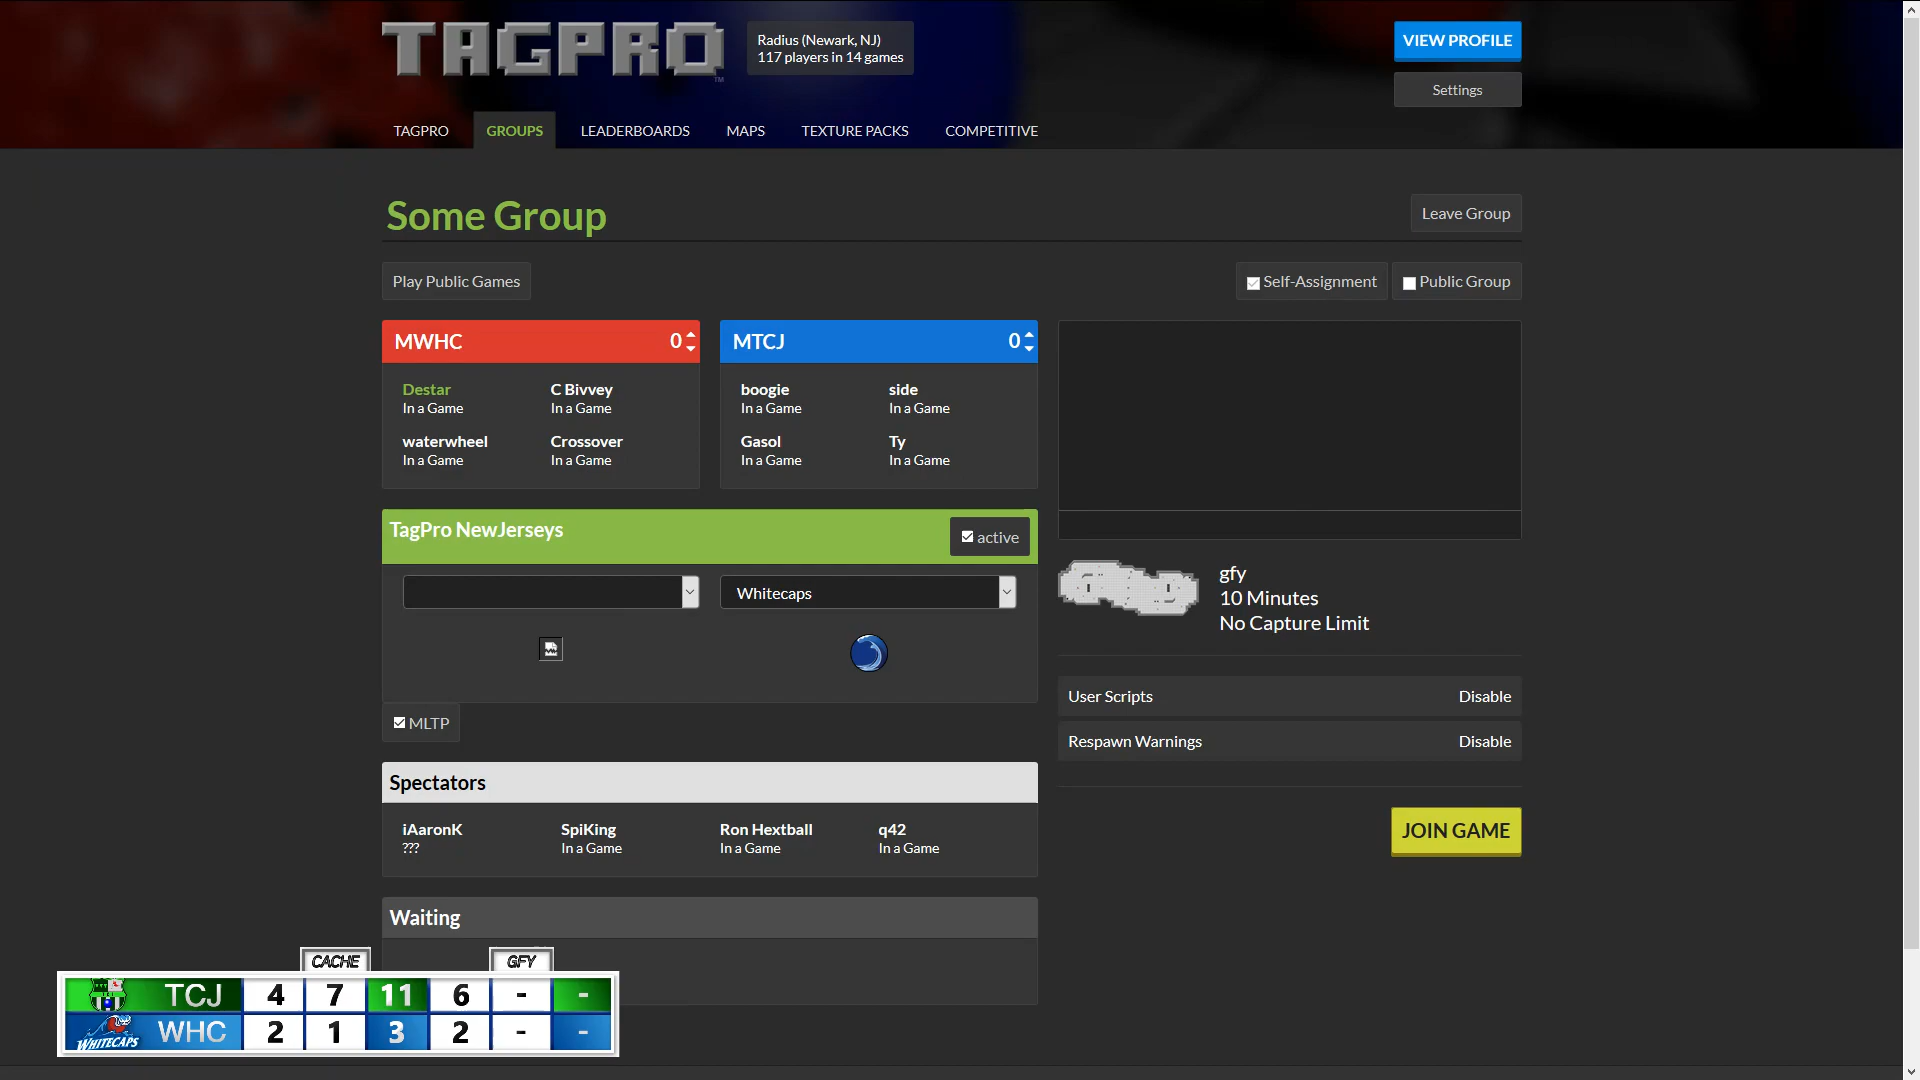 TAGPRO
TM
Radius (Newark, NJ)
117 players in 14 games
VIEW PROFILE
Settings
TAGPRO GROUPS LEADERBOARDS MAPS TEXTURE PACKS COMPETITIVE
Some Group
Leave Group
Play Public Games
Self-Assignment Public Group
MWHC 0
MTCJ 0
Destar C Bivvey
In a Game In a Game
waterwheel Crossover
In a Game In a Game
boogie side
In a Game In a Game
Gasol Ty
In a Game In a Game
TagPro NewJerseys
active
Whitecaps
MLTP
gfy
10 Minutes
No Capture Limit
User Scripts Disable
Respawn Warnings Disable
JOIN GAME
Spectators
iAaronK SpiKing Ron Hextball q42
??? In a Game In a Game In a Game
Waiting
CACHE GFY
TCJ 4 7 11 6 - -
WHITECAPS WHC 2 1 3 2 - -